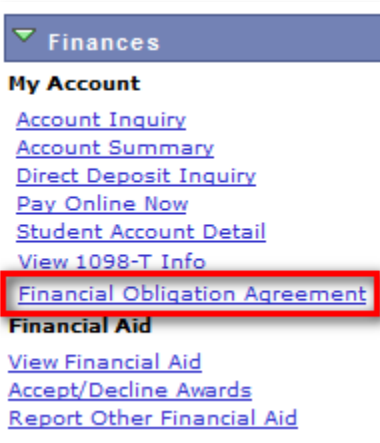 Finances
My Account
Account Inquiry
Account Summary
Direct Deposit Inquiry
Pay Online Now
Student Account Detail
View 1098-T Info
Financial Obligation Agreement
Financial Aid
View Financial Aid
Accept/Decline Awards
Report Other Financial Aid